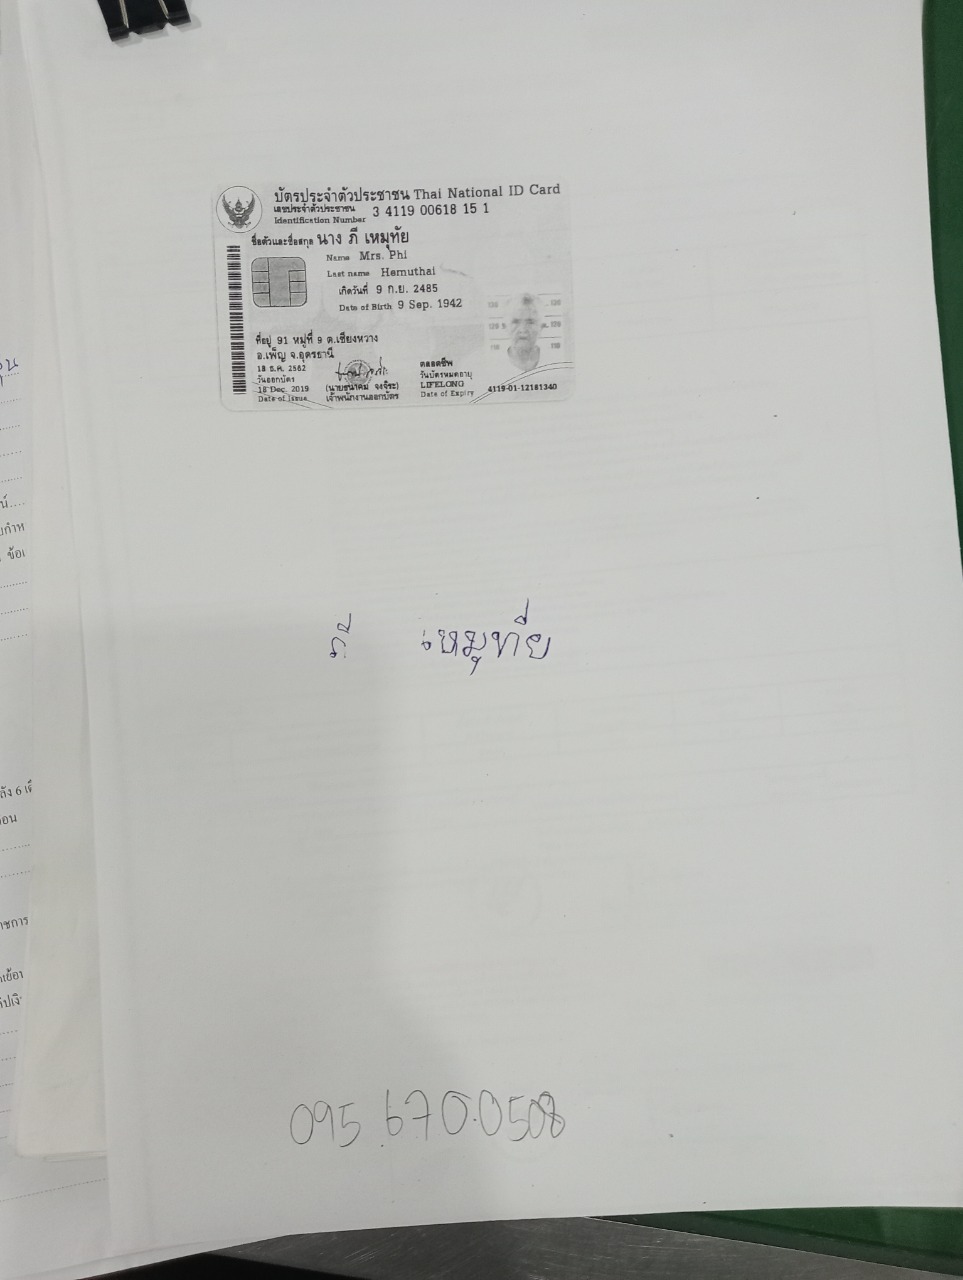 บัตรประจำตัวประชาชน Thai National ID Card
เลขประจำตัวประชาชน 3 4119 00618 15 1
Identification Number
ชื่อตัวและชื่อสกุล นาง ภี เหมุทัย
Name Mrs. Phi
Last name Hemuthai
เกิดวันที่ 9 ก.ย. 2485
Date of Birth 9 Sep. 1942
ที่อยู่ 91 หมู่ที่ 9 ต.เชียงหวาง
อ.เพ็ญ จ.อุดรธานี
18 ธ.ค. 2562
วันออกบัตร
18 Dec. 2019
Date of Issue
เจ้าพนักงานออกบัตร
ตลอดชีพ
วันบัตรหมดอายุ
LIFELONG
Date of Expiry
4119-01-12181340
ภี เหมุทัย
095 670.0508
ลัง 6 เ